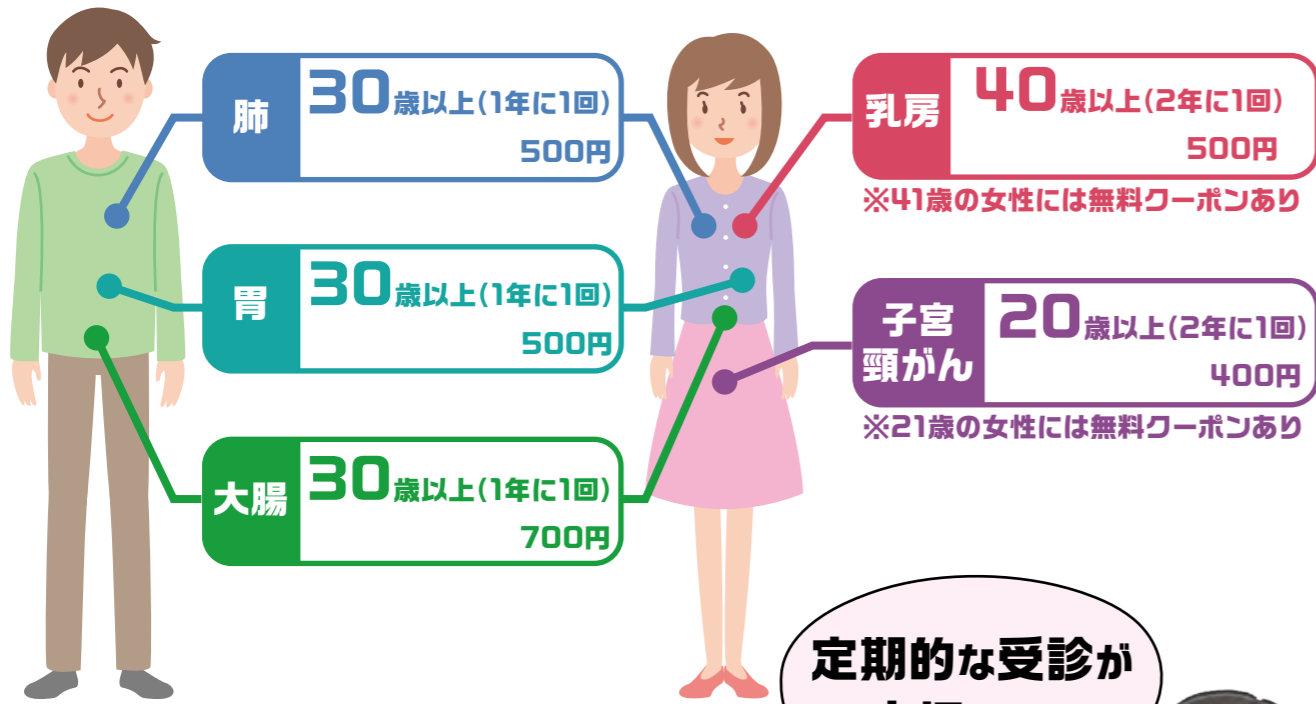 肺
30歳以上(1年に1回)
500円
胃
30歳以上(1年に1回)
500円
大腸
30歳以上(1年に1回)
700円
乳房
40歳以上(2年に1回)
500円
※41歳の女性には無料クーポンあり
子宮
頸がん
20歳以上(2年に1回)
400円
※21歳の女性には無料クーポンあり
定期的な受診が